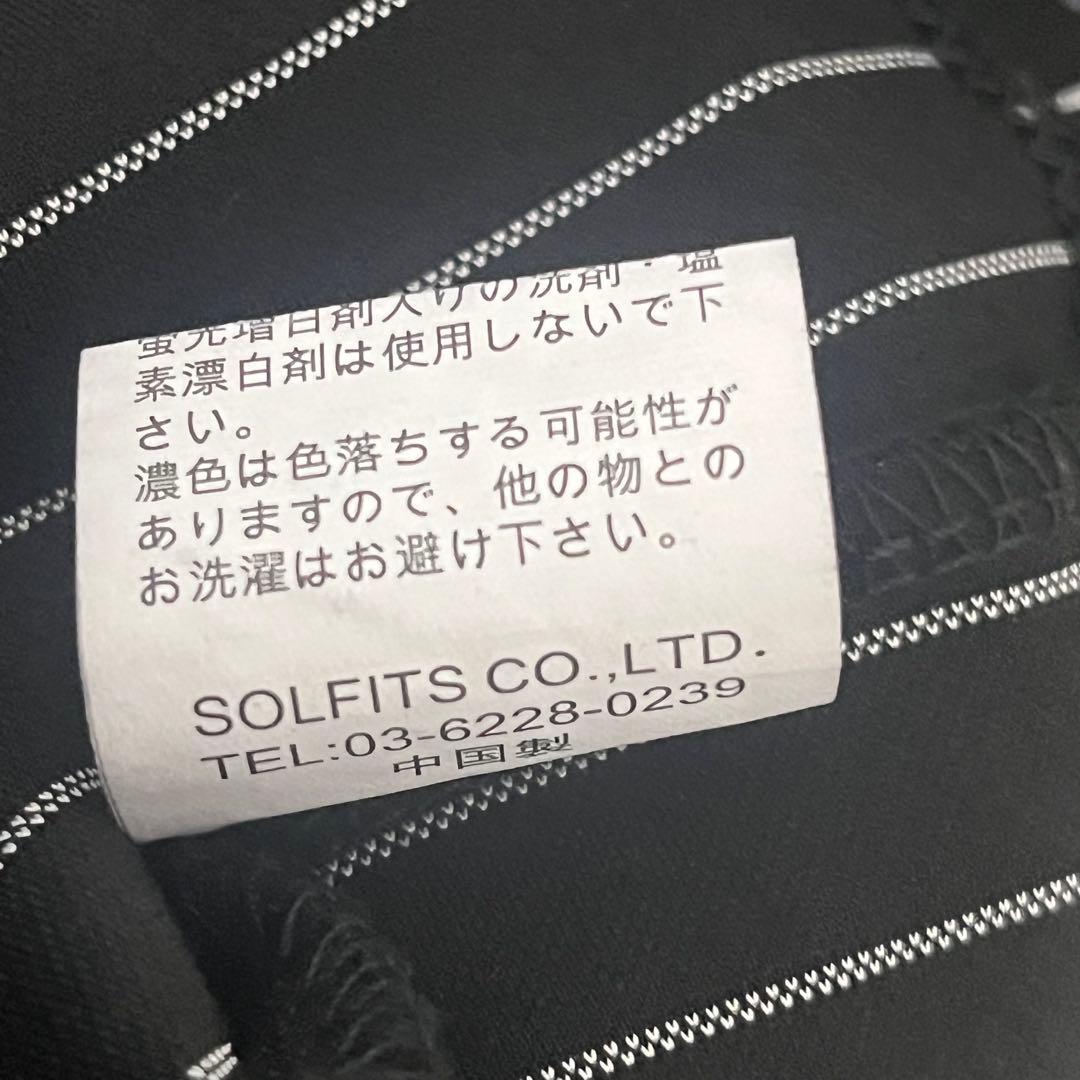 蛍光増白剤入りの洗剤・塩
素漂白剤は使用しないで下
さい。
濃色は色落ちする可能性が
ありますので、他の物との
お洗濯はお避け下さい。
SOLFITS CO.,LTD.
TEL:03-6228-0239
中国製